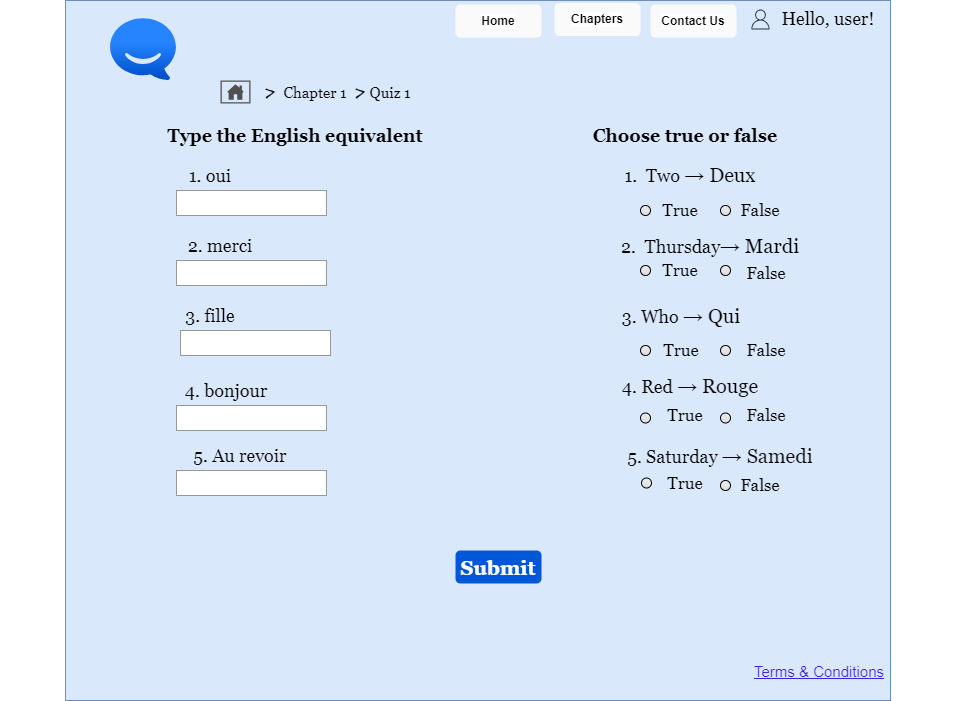 Home Chapters Contact Us Hello, user!
> Chapter 1 > Quiz 1
Type the English equivalent
1. oui
2. merci
3. fille
4. bonjour
5. Au revoir
Choose true or false
1. Two → Deux
True False
2. Thursday→ Mardi
True False
3. Who → Qui
True False
4. Red → Rouge
True False
5. Saturday → Samedi
True False
Submit
Terms & Conditions